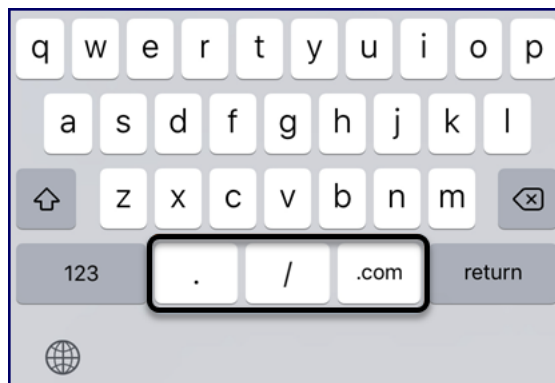 q w e r t y u i o p
a s d f g h j k l
z x c v b n m
123 . / .com return